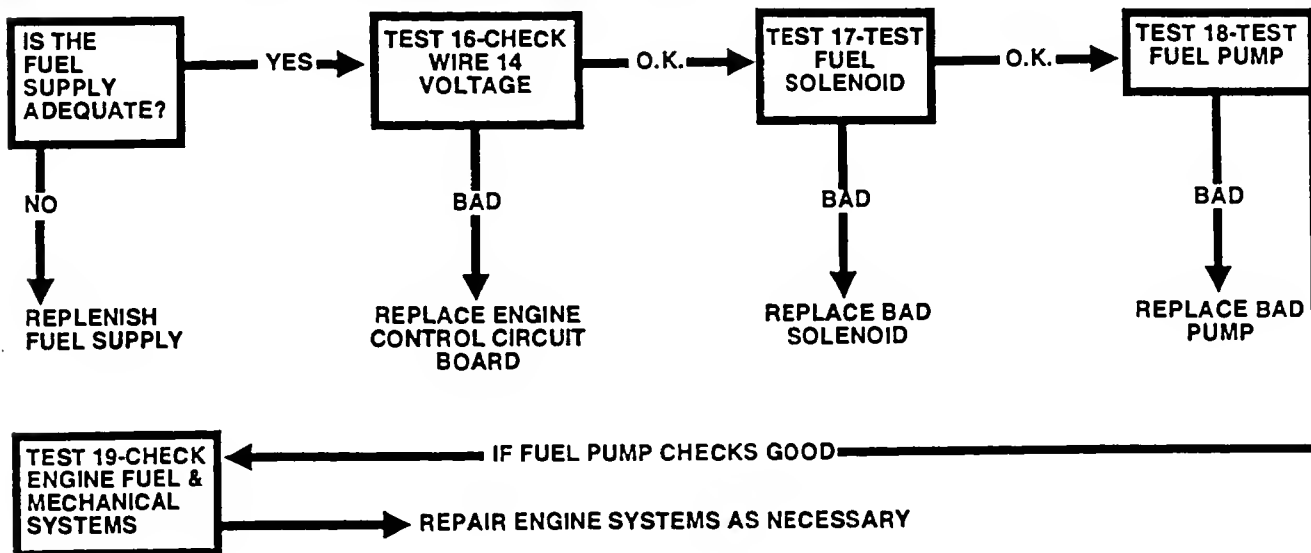 IS THE
FUEL
SUPPLY
ADEQUATE?
YES
TEST 16-CHECK
WIRE 14
VOLTAGE
O.K.
TEST 17-TEST
FUEL
SOLENOID
O.K.
TEST 18-TEST
FUEL PUMP
NO
BAD
BAD
BAD
REPLENISH
FUEL SUPPLY
REPLACE ENGINE
CONTROL CIRCUIT
BOARD
REPLACE BAD
SOLENOID
REPLACE BAD
PUMP
IF FUEL PUMP CHECKS GOOD
TEST 19-CHECK
ENGINE FUEL &
MECHANICAL
SYSTEMS
REPAIR ENGINE SYSTEMS AS NECESSARY